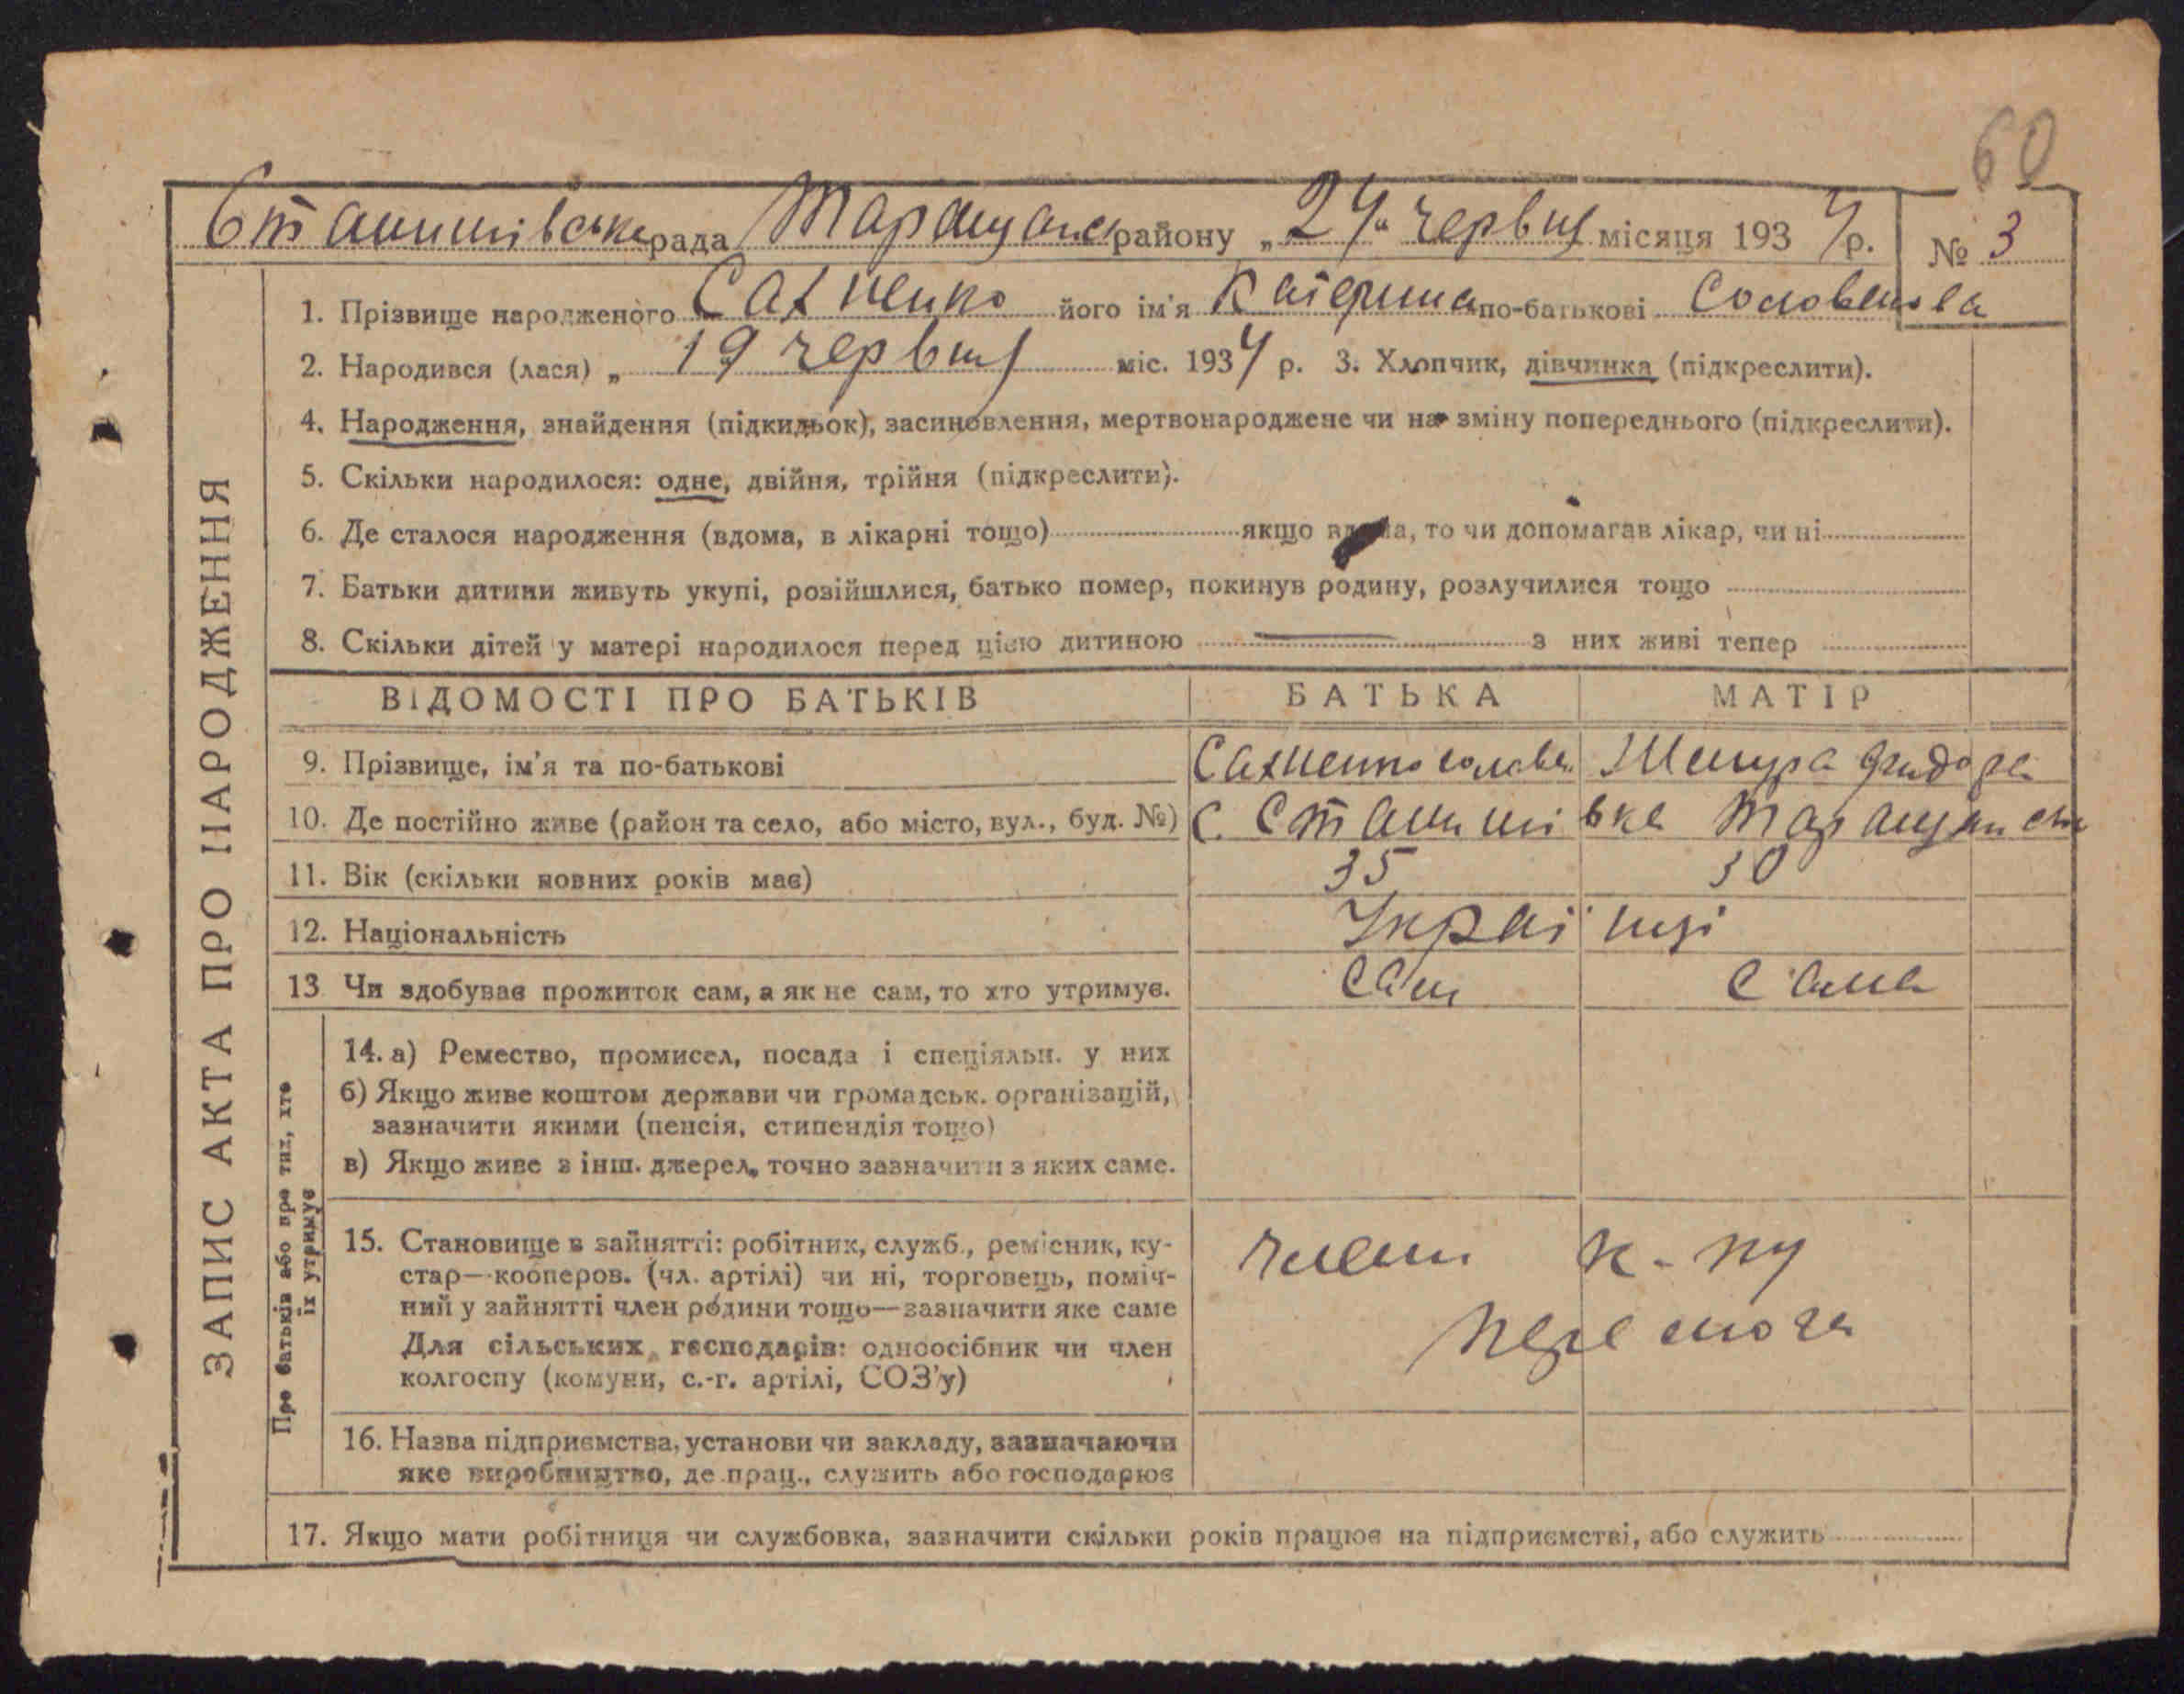 60
Станишівська рада Таращанськ району „24" червня місяця 1934 р. № 3
ЗАПИС АКТА ПРО НАРОДЖЕННЯ
1. Прізвище народженого Сахненко його ім'я Катерина по-батькові
2. Народився (лася) „ 19 червня міс. 1934 р. 3. Хлопчик, дівчинка (підкреслити).
4. Народження, знайдення (підкидьок), засиновлення, мертвонароджене чи на зміну попереднього (підкреслити).
5. Скільки народилося: одне, двійня, трійня (підкреслити).
6. Де сталося народження (вдома, в лікарні тощо) якщо вдома, то чи допомагав лікар, чи ні
7. Батьки дитини живуть укупі, розійшлися, батько помер, покинув родину, розлучилися тощо
8. Скільки дітей у матері народилося перед цією дитиною — з них живі тепер
ВІДОМОСТІ ПРО БАТЬКІВ БАТЬКА МАТІР
9. Прізвище, ім'я та по-батькові Сахненко
10. Де постійно живе (район та село, або місто, вул., буд. №) с. Станишівка Таращанськ
11. Вік (скільки повних років має) 35 30
12. Національність Українці
13 Чи здобуває прожиток сам, а як не сам, то хто утримує. сам сама
Про батьків або про тих, хто
їх утримує
14. а) Ремество, промисел, посада і спеціяльн. у них
б) Якщо живе коштом держави чи громадськ. організацій,
зазначити якими (пенсія, стипендія тощо)
в) Якщо живе з інш. джерел, точно зазначити з яких саме.
15. Становище в зайнятті: робітник, служб., ремісник, ку-
стар—кооперов. (чл. артілі) чи ні, торговець, поміч-
ний у зайнятті член родини тощо—зазначити яке саме
Для сільських господарів: одноосібник чи член
колгоспу (комуни, с.-г. артілі, СОЗ'у)
член к-пу
перемога
16. Назва підприємства, установи чи закладу, зазначаючи
яке виробництво, де прац., служить або господарює
17. Якщо мати робітниця чи службовка, зазначити скільки років працює на підприємстві, або служить